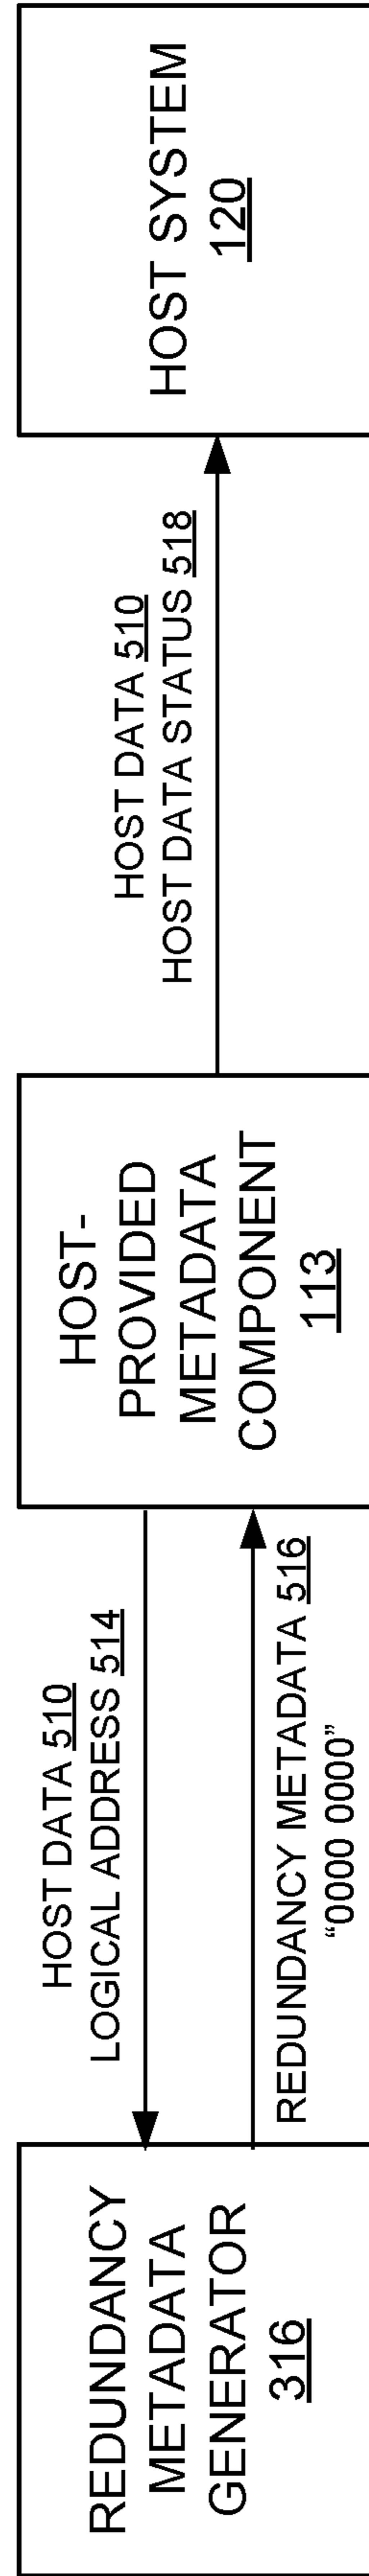 REDUNDANCY
METADATA
GENERATOR
316
HOST DATA 510
LOGICAL ADDRESS 514
REDUNDANCY METADATA 516
“0000 0000”
HOST-
PROVIDED
METADATA
COMPONENT
113
HOST DATA 510
HOST DATA STATUS 518
HOST SYSTEM
120